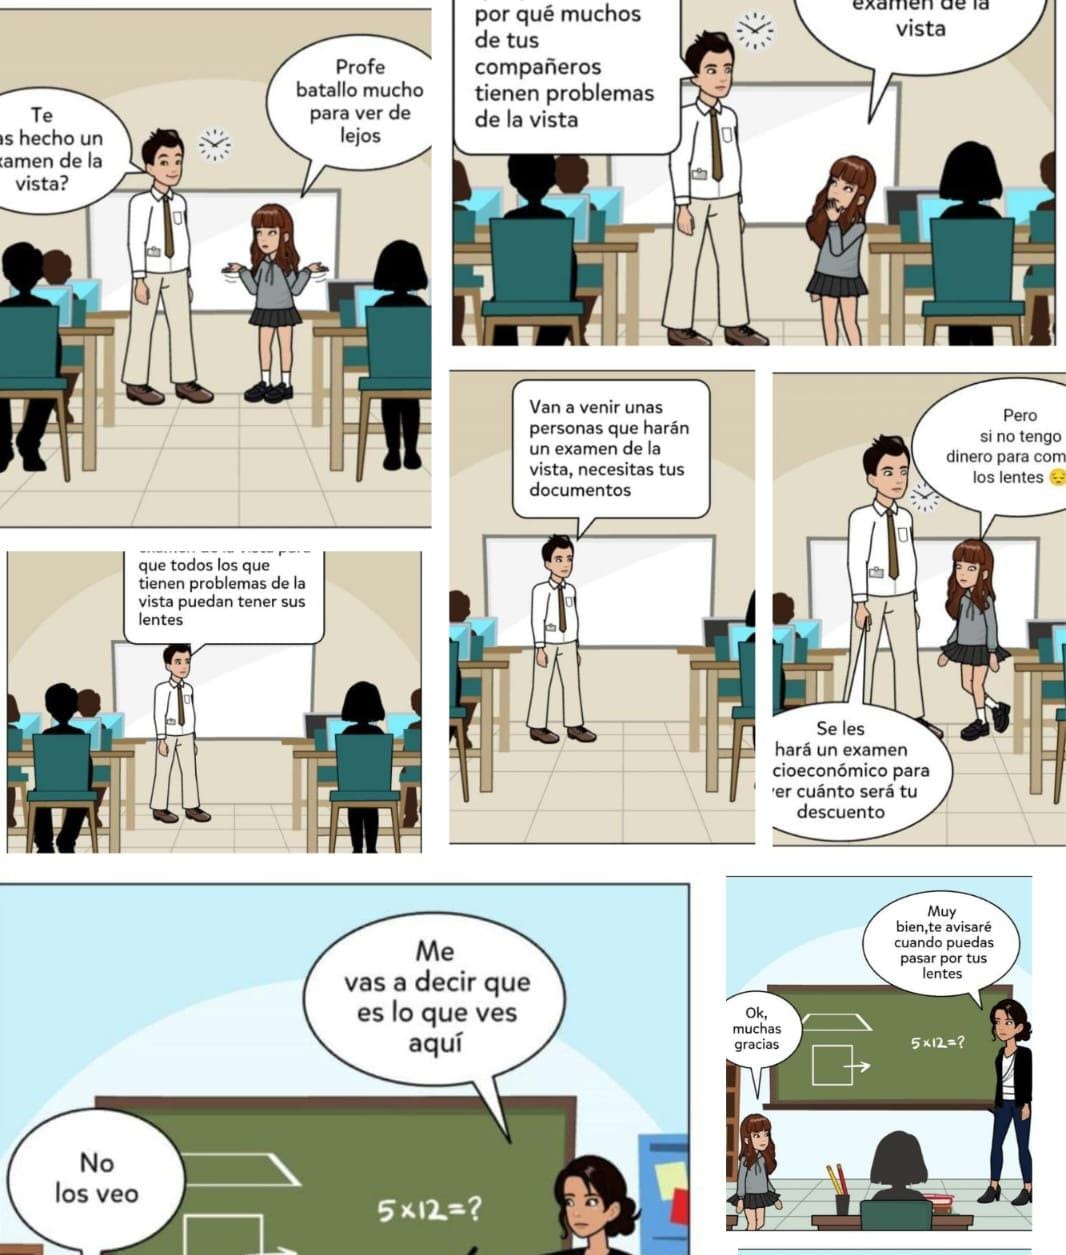 Profe
batallo mucho
para ver de
lejos
Te
as hecho un
xamen de la
vista?
por qué muchos
de tus
compañeros
tienen problemas
de la vista
examen de la
vista
que todos los que
tienen problemas de la
vista puedan tener sus
lentes
Van a venir unas
personas que harán
un examen de la
vista, necesitas tus
documentos
Pero
si no tengo
dinero para com
los lentes 😔
Se les
hará un examen
cioeconómico para
er cuánto será tu
descuento
Me
vas a decir que
es lo que ves
aquí
No
los veo
5×12=?
Muy
bien,te avisaré
cuando puedas
pasar por tus
lentes
Ok,
muchas
gracias
5×12=?